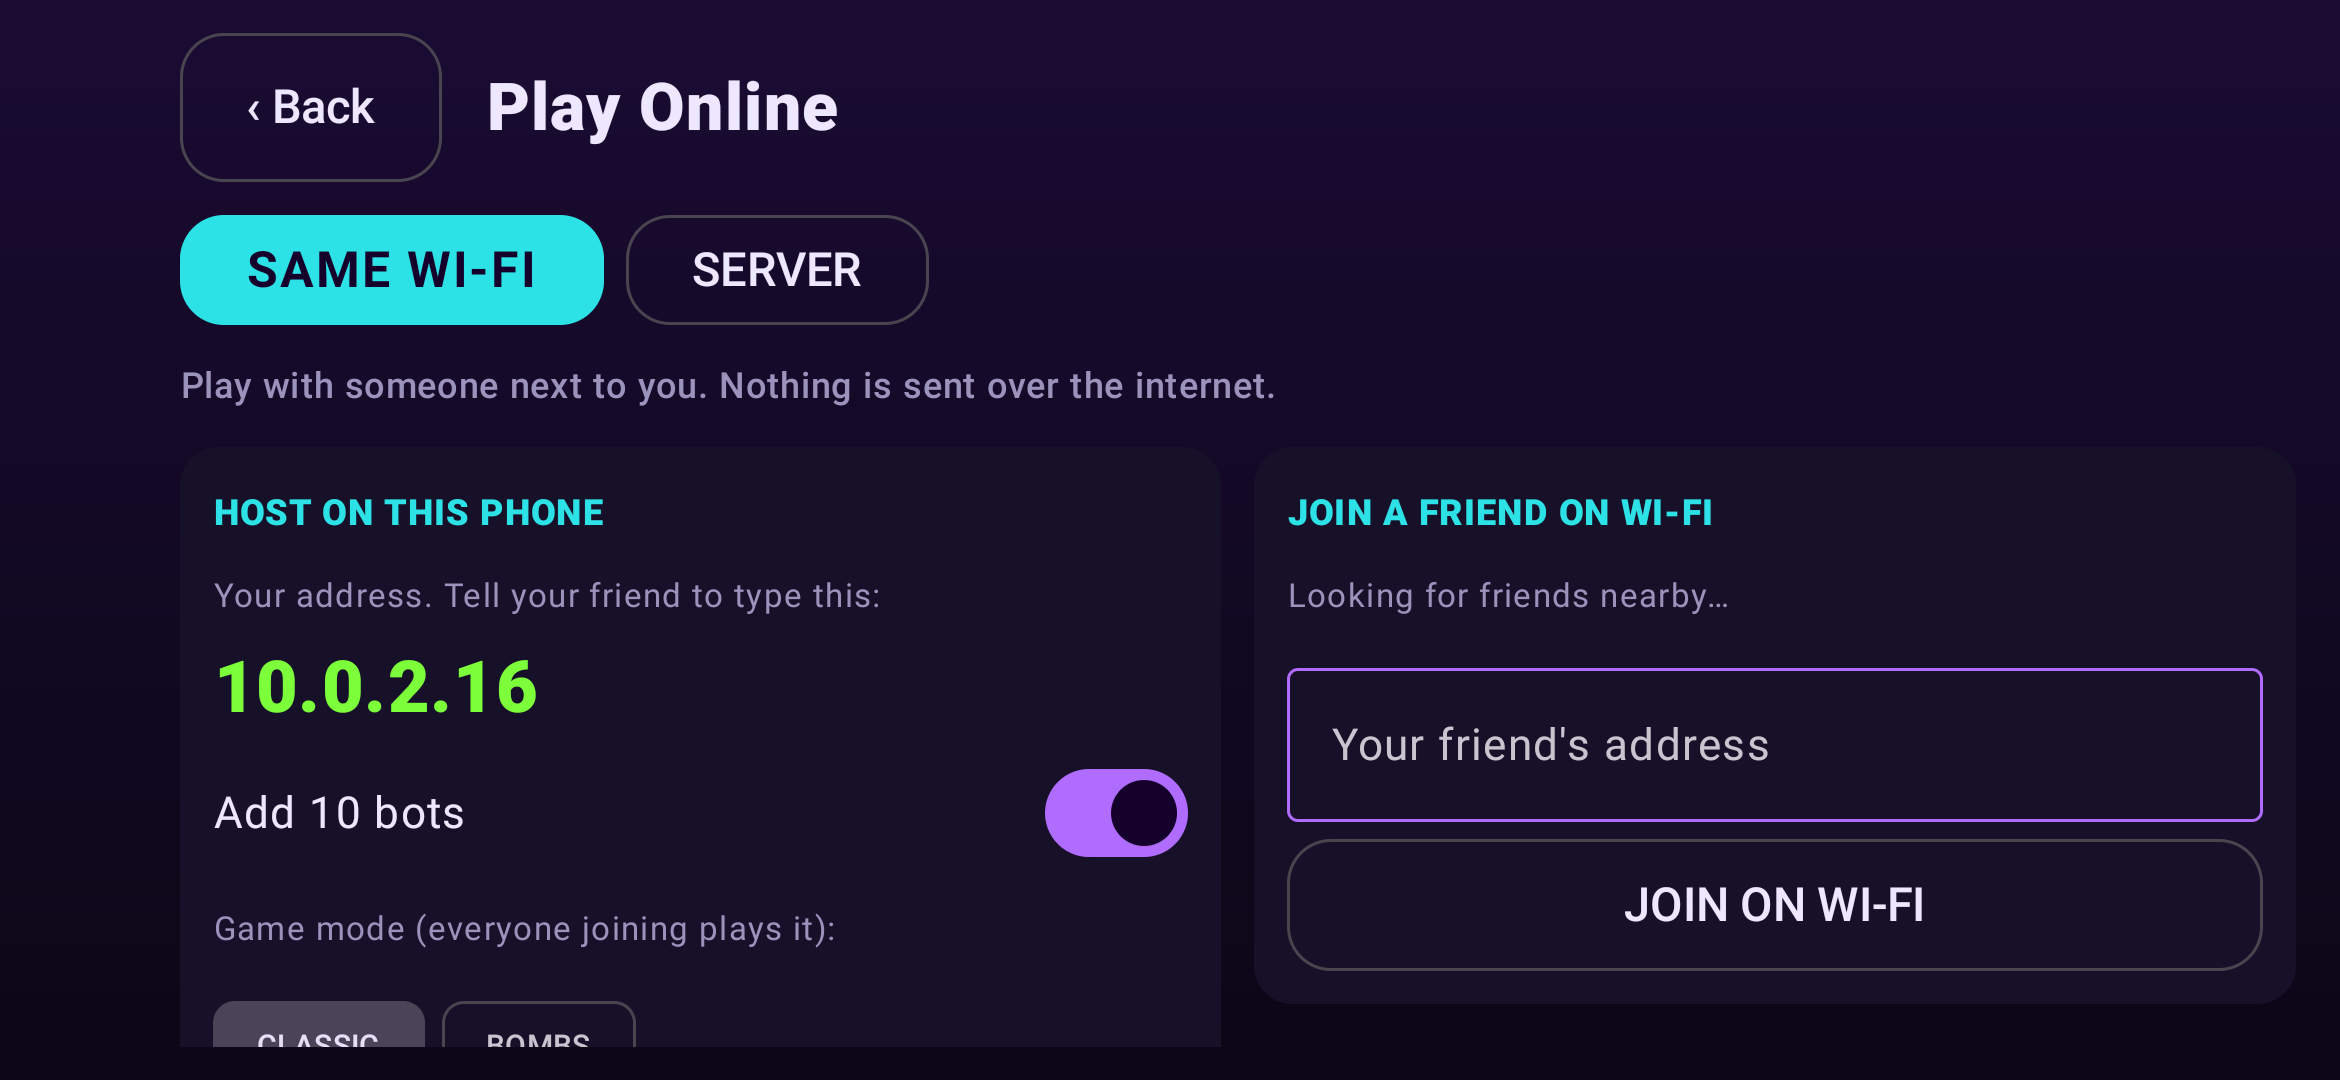 ‹ Back
Play Online
SAME WI-FI
SERVER
Play with someone next to you. Nothing is sent over the internet.
HOST ON THIS PHONE
Your address. Tell your friend to type this:
10.0.2.16
Add 10 bots
Game mode (everyone joining plays it):
CLASSIC
BOMBS
JOIN A FRIEND ON WI-FI
Looking for friends nearby…
Your friend's address
JOIN ON WI-FI